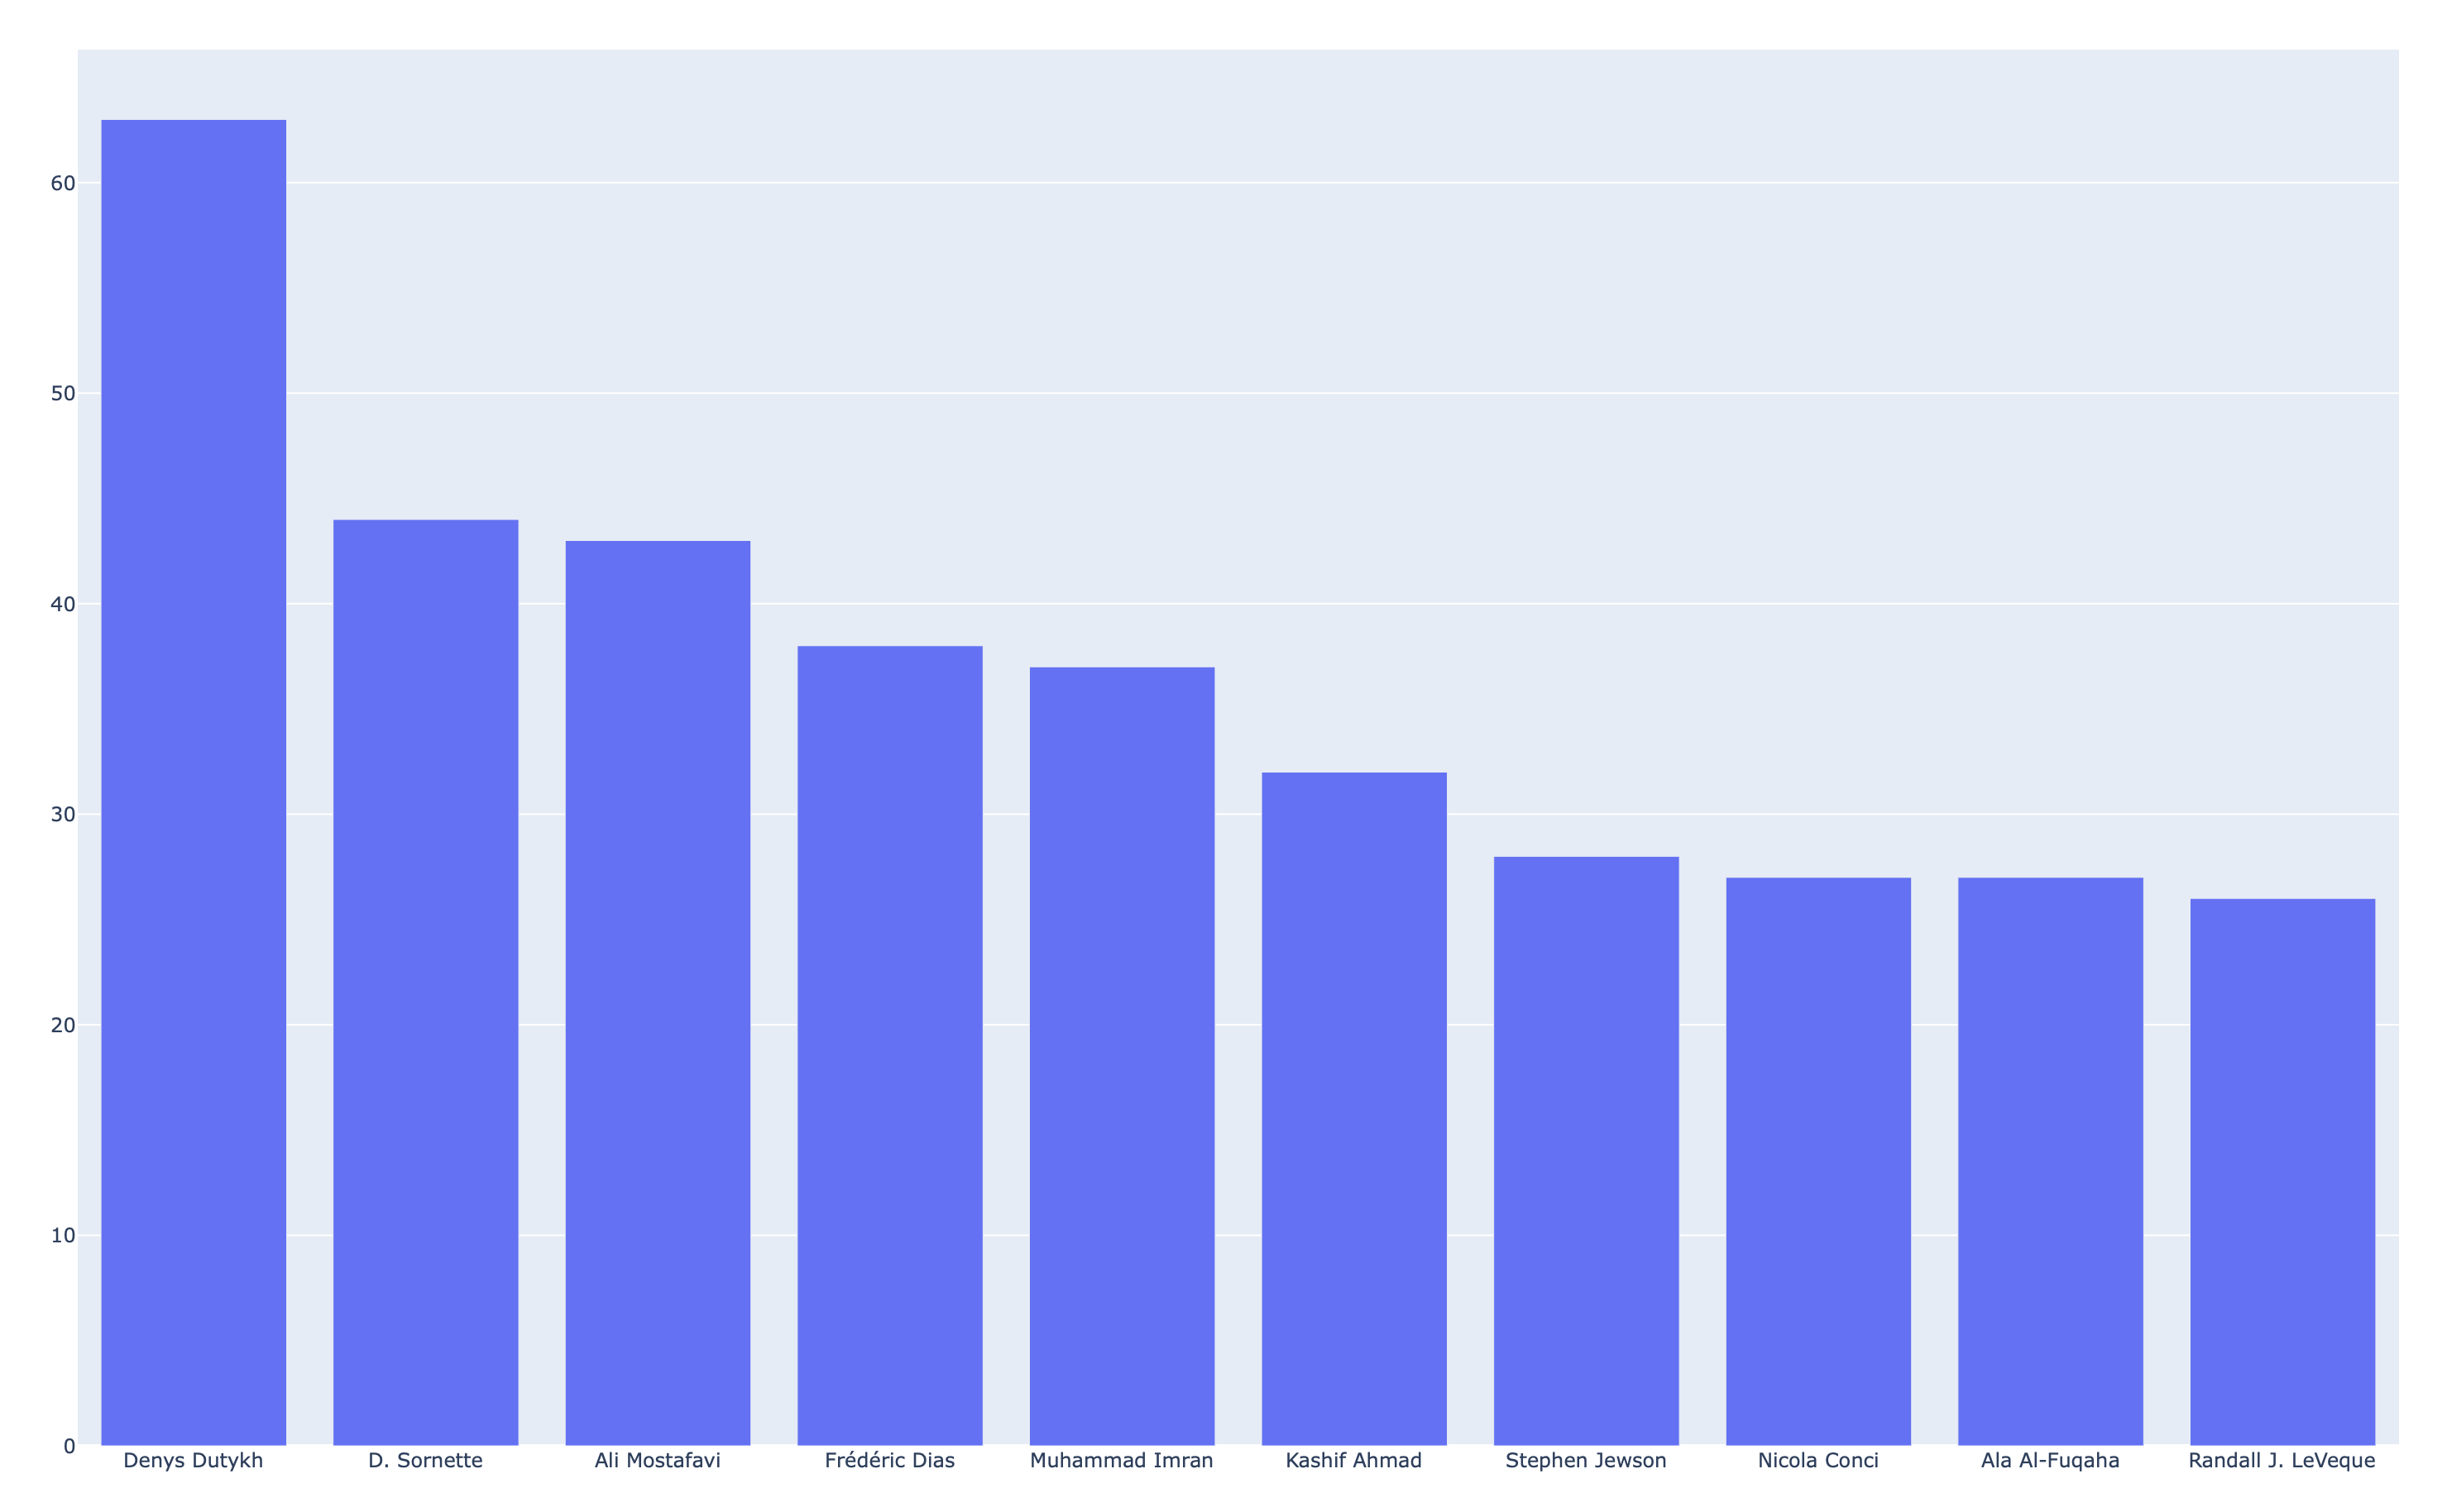 60
50
40
30
20
10
0
Denys Dutykh
D. Sornette
Ali Mostafavi
Frédéric Dias
Muhammad Imran
Kashif Ahmad
Stephen Jewson
Nicola Conci
Ala Al-Fuqaha
Randall J. LeVeque